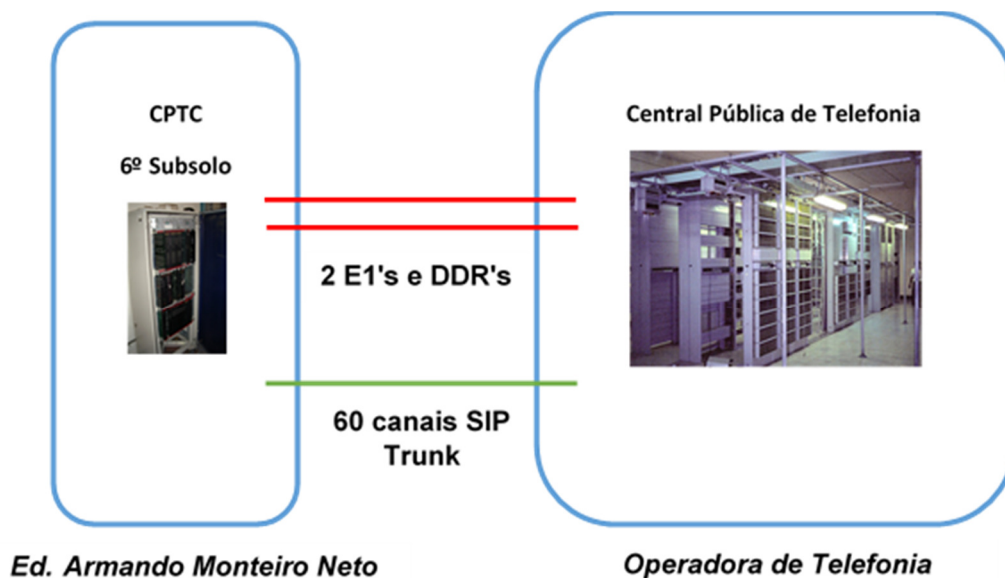 CPTC
6º Subsolo
Central Pública de Telefonia
2 E1's e DDR's
60 canais SIP
Trunk
Ed. Armando Monteiro Neto
Operadora de Telefonia